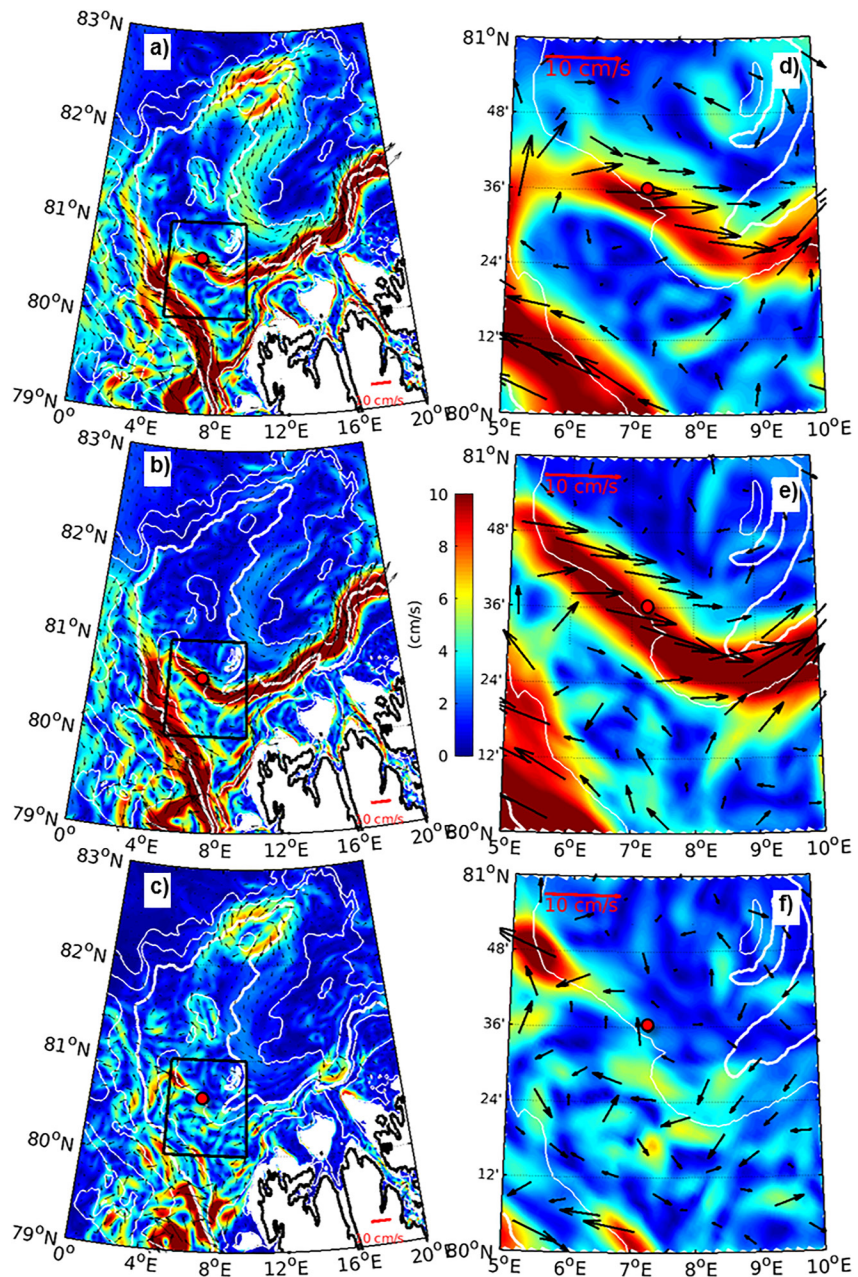 83°N
a)
82°N
81°N
80°N
79°N
0°
4°E
8°E
12°E
16°E
20°E
10 cm/s
d)
10 cm/s
81°N
48'
36'
24'
12'
80°N
5°E
6°E
7°E
8°E
9°E
10°E
83°N
b)
82°N
81°N
80°N
79°N
0°
4°E
8°E
12°E
16°E
20°E
10 cm/s
10
8
6
4
2
0
(cm/s)
e)
10 cm/s
81°N
48'
36'
24'
12'
80°N
5°E
6°E
7°E
8°E
9°E
10°E
83°N
c)
82°N
81°N
80°N
79°N
0°
4°E
8°E
12°E
16°E
20°E
10 cm/s
f)
10 cm/s
81°N
48'
36'
24'
12'
80°N
5°E
6°E
7°E
8°E
9°E
10°E